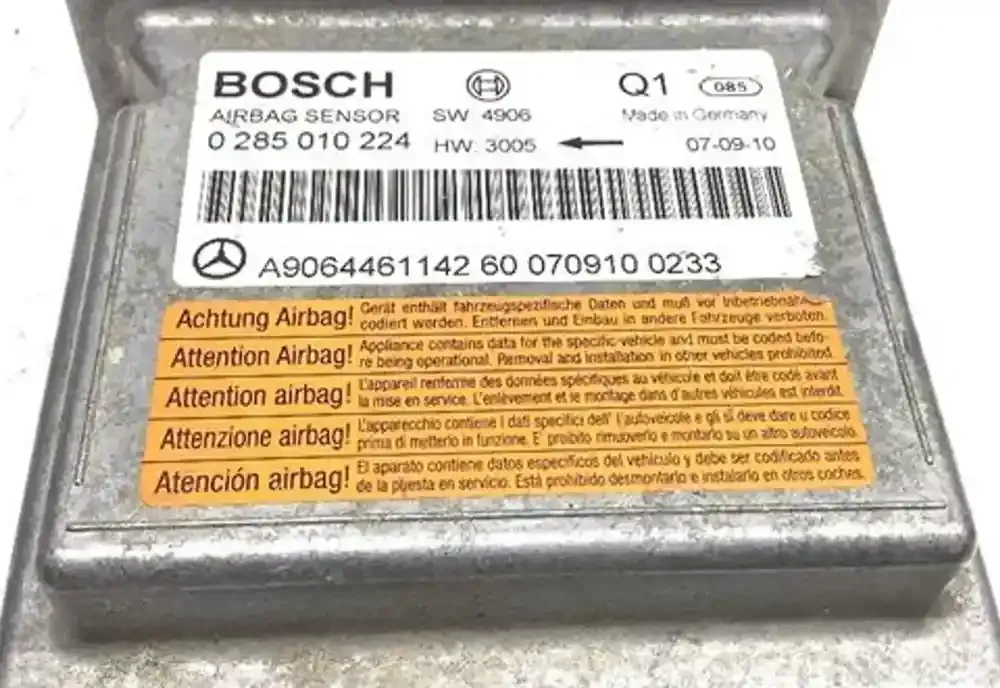 BOSCH Q1 085
AIRBAG SENSOR SW 4906 Made in Germany
0 285 010 224 HW 3005 07-09-10
A9064461142 60 070910 0233
Achtung Airbag! Gerät enthält fahrzeugspezifische Daten und muß vor Inbetriebnahme
codiert werden. Entfernen und Einbau in andere Fahrzeuge verboten.
Attention Airbag! Appliance contains data for the specific vehicle and must be coded befo-
re being operational. Removal and installation in other vehicles prohibited.
Attention airbag! L'appareil renferme des données spécifiques au véhicule et doit être codé avant
la mise en service. L'enlèvement et le montage dans d'autres véhicules est interdit.
Attenzione airbag! L'apparecchio contiene i dati specifici dell' l'autoveicolo e gli si deve dare u codice
prima di metterlo in funzione. E' proibito rimuoverlo e montarlo su un altro autoveicolo.
Atención airbag! El aparato contiene datos específicos del vehículo y debe ser codificado antes
de la puesta en servicio. Está prohibido desmontarlo e instalarlo en otros coches.